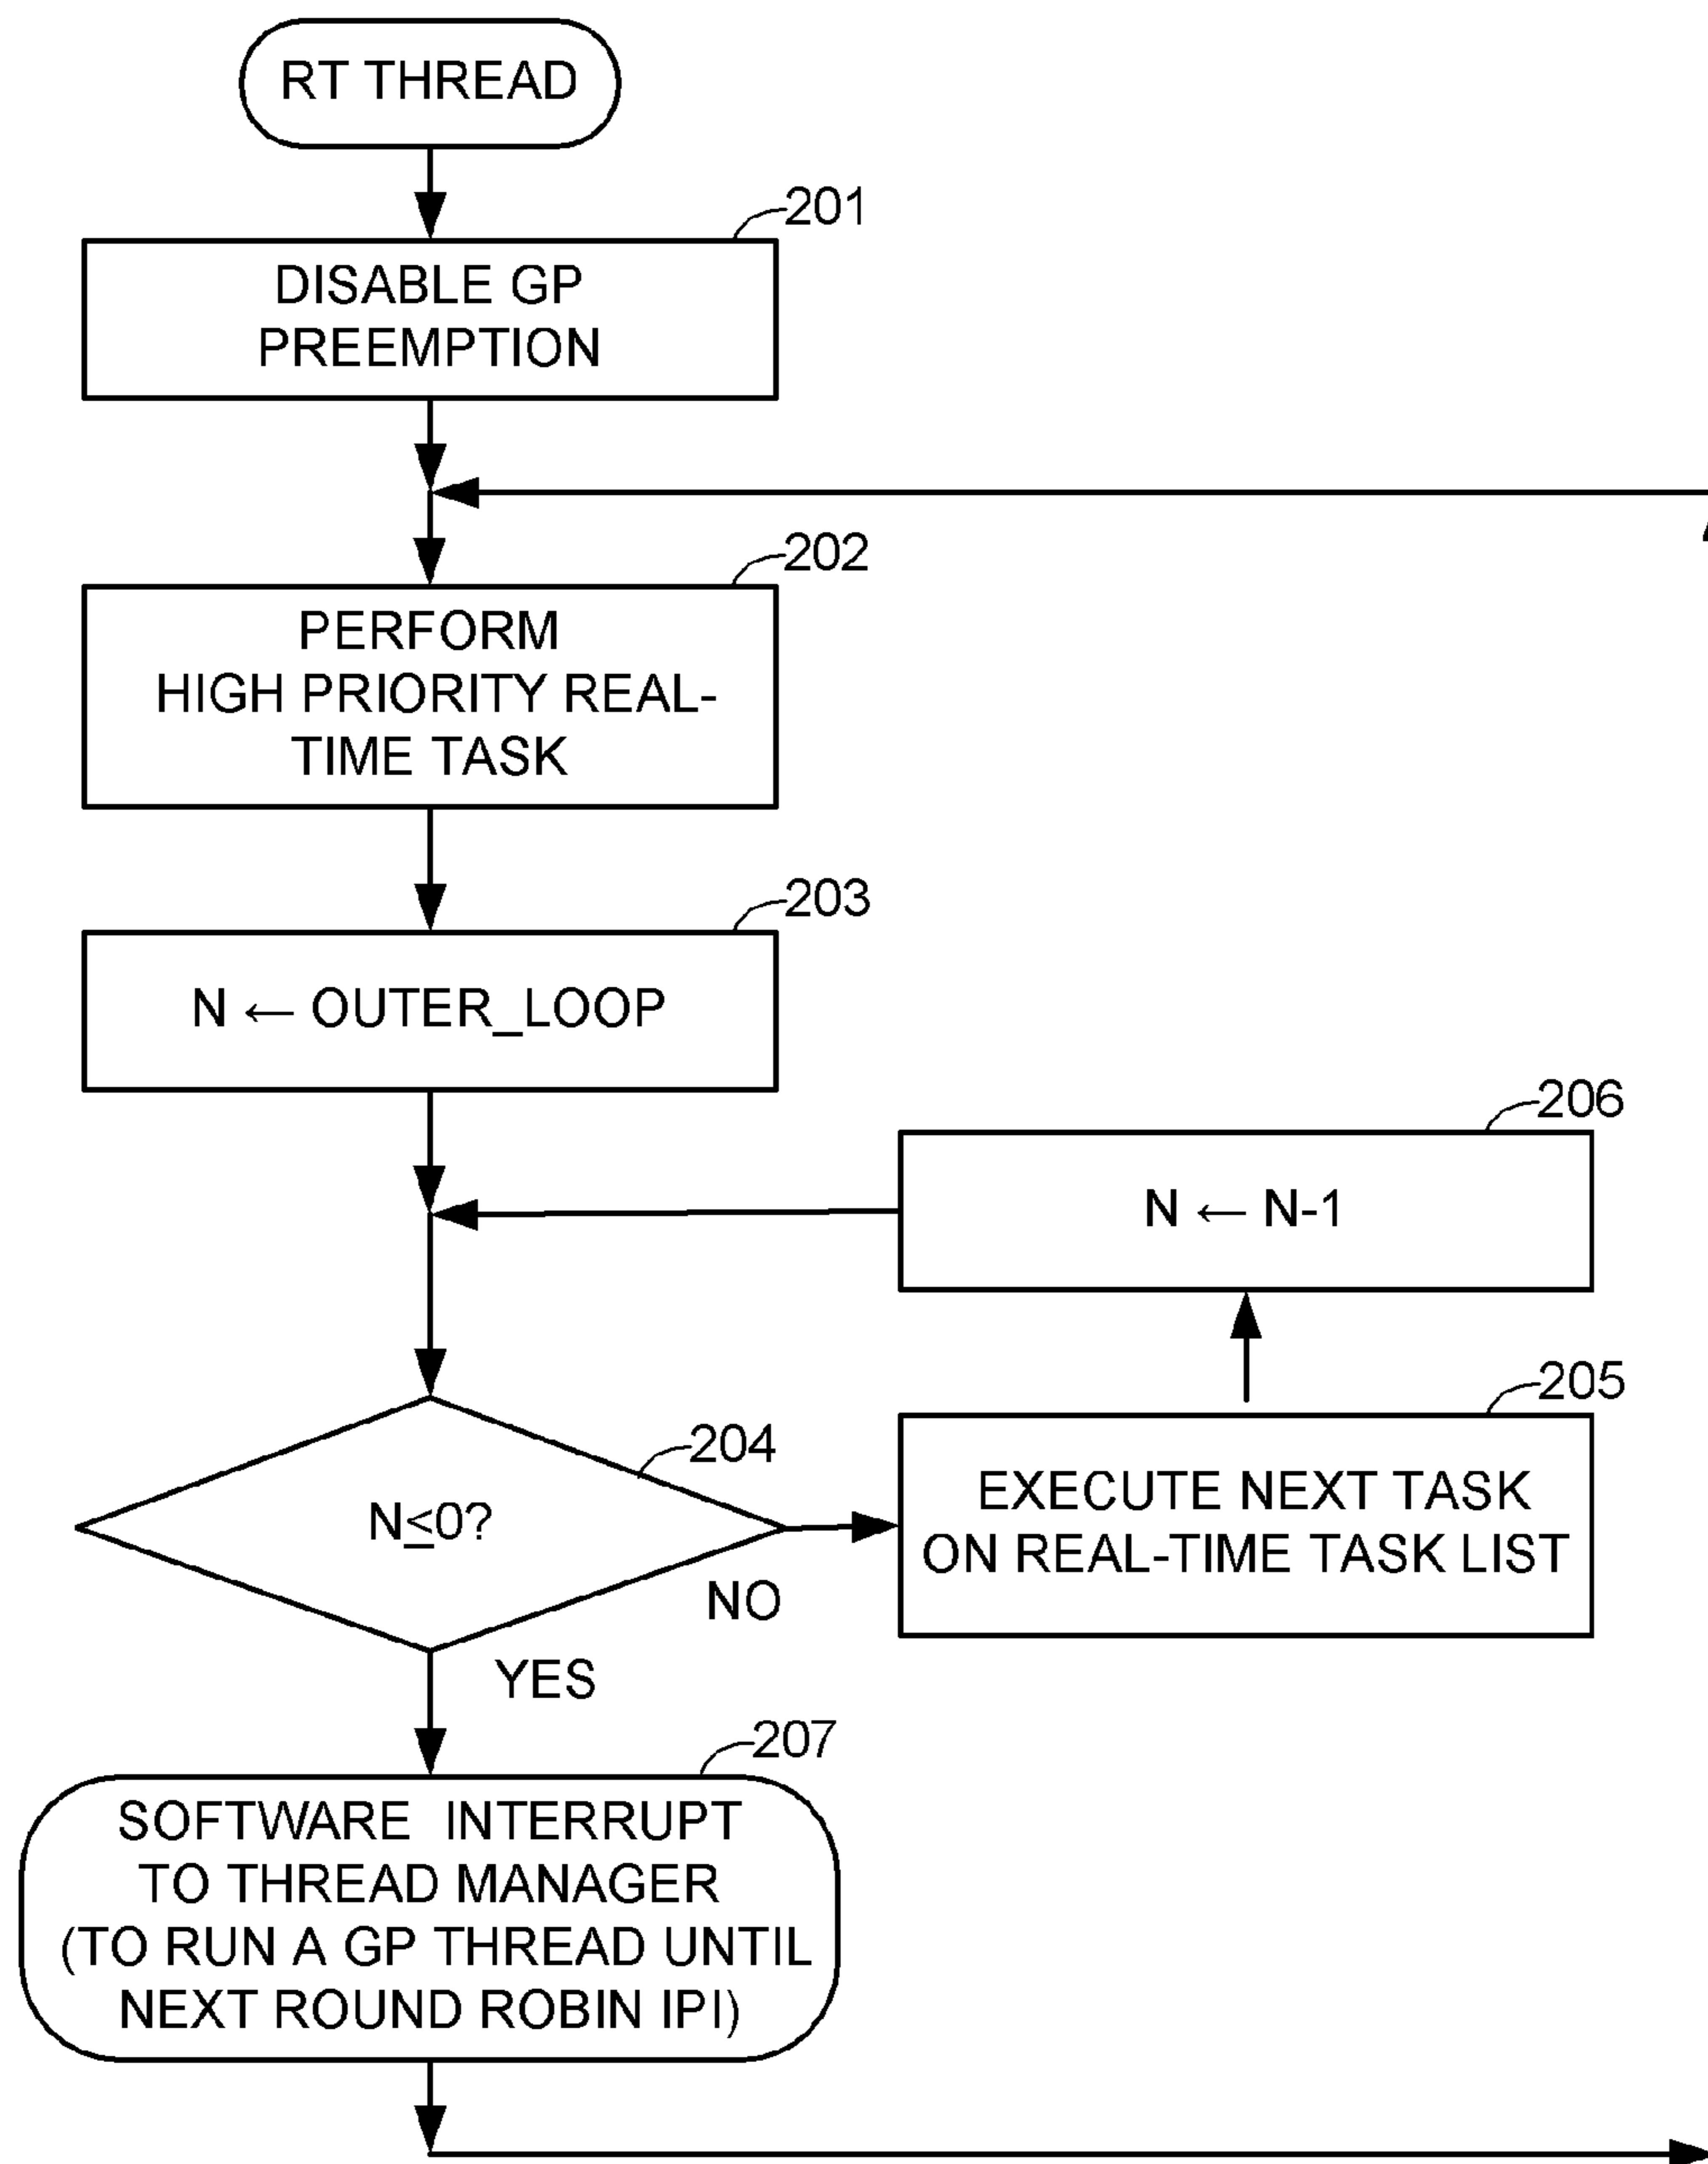 RT THREAD
201
DISABLE GP
PREEMPTION
202
PERFORM
HIGH PRIORITY REAL-
TIME TASK
203
N ← OUTER_LOOP
206
N ← N-1
205
EXECUTE NEXT TASK
ON REAL-TIME TASK LIST
204
N≤0?
NO
YES
207
SOFTWARE INTERRUPT
TO THREAD MANAGER
(TO RUN A GP THREAD UNTIL
NEXT ROUND ROBIN IPI)